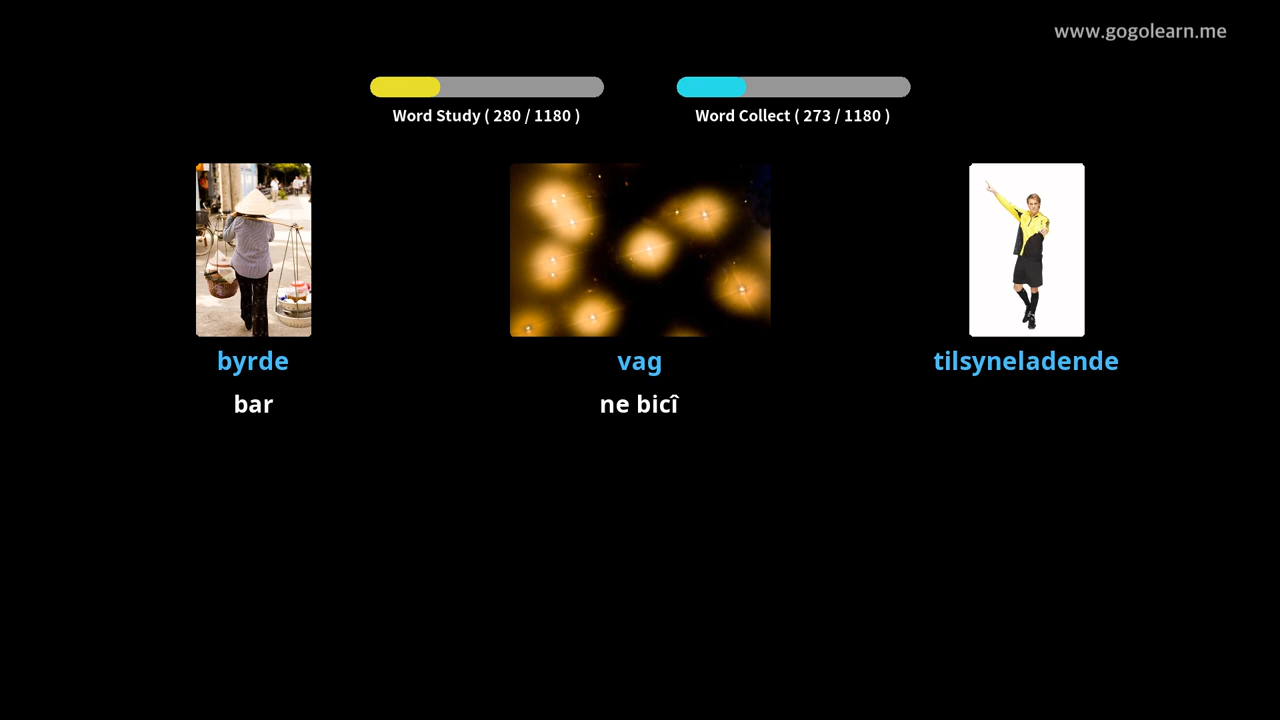 www.gogolearn.me
Word Study ( 280 / 1180 )
Word Collect ( 273 / 1180 )
byrde
vag
tilsyneladende
bar
ne bicî